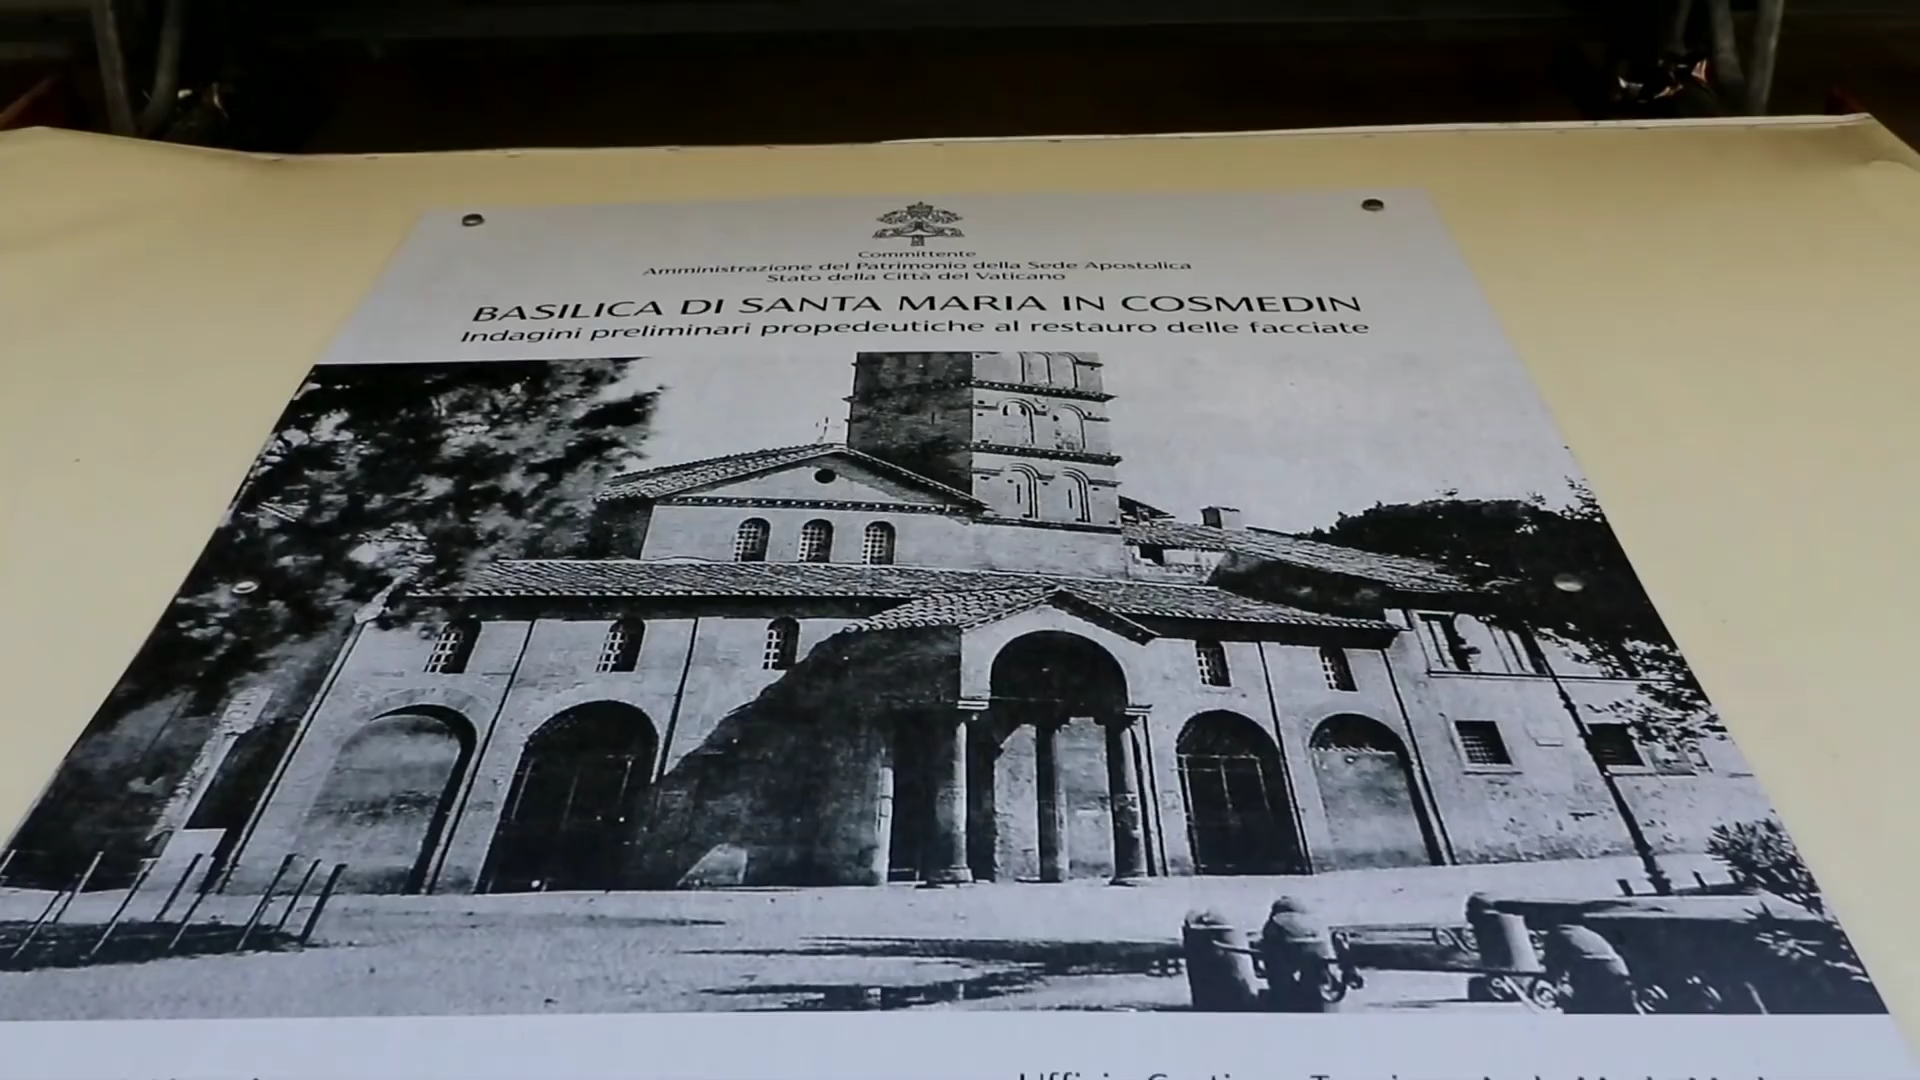 Committente
Amministrazione del Patrimonio della Sede Apostolica
Stato della Città del Vaticano
BASILICA DI SANTA MARIA IN COSMEDIN
Indagini preliminari propedeutiche al restauro delle facciate